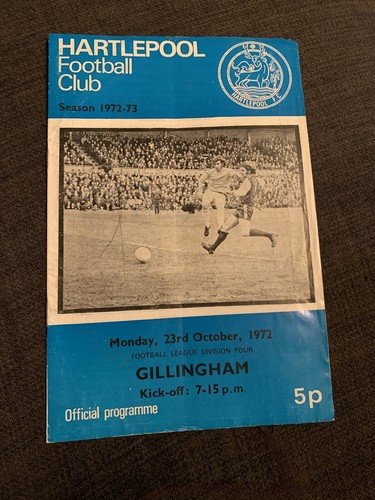 HARTLEPOOL
Football
Club
Season 1972-73
HARTLEPOOL F C
Monday, 23rd October, 1972
FOOTBALL LEAGUE DIVISION FOUR
GILLINGHAM
Kick-off: 7-15 p.m.
Official programme
5p